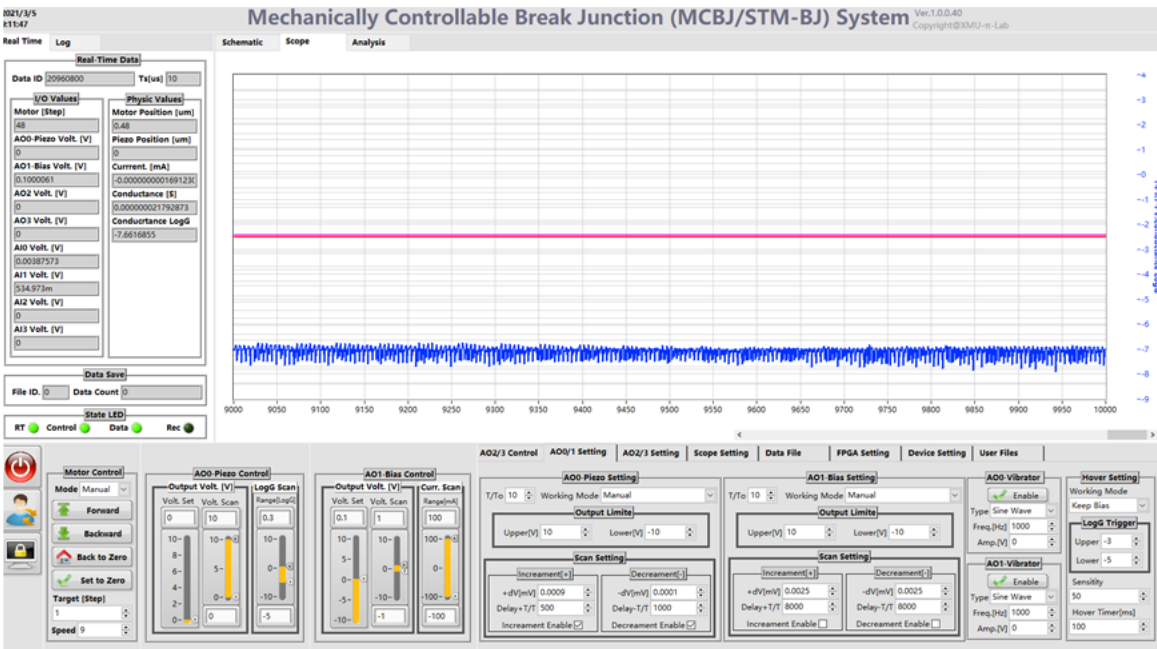 2021/3/5
Mechanically Controllable Break Junction (MCBJ/STM-BJ) System Ver.1.0.0.40
Copyright@XMU-π-Lab
Real Time Log
Real-Time Data
Data ID 20960800 Ts[us] 10
I/O Values
Motor [Step]
48
AO0-Piezo Volt. [V]
0
AO1-Bias Volt. [V]
0.1000061
AO2 Volt. [V]
0
AO3 Volt. [V]
0
AI0 Volt. [V]
0.00387573
AI1 Volt. [V]
534.973m
AI2 Volt. [V]
0
AI3 Volt. [V]
0
Physic Values
Motor Position [um]
0.48
Piezo Position [um]
0
Currrent. [mA]
-0.0000000001691230
Conductance [S]
0.000000021792873
Conducrtance LogG
-7.6616855
Data Save
File ID. 0 Data Count 0
State LED
RT Control Data Rec
Schematic Scope Analysis
-4
-3
-2
-1
-0
--1
--2
--3
--4
--5
--6
--7
--8
--9
9000 9050 9100 9150 9200 9250 9300 9350 9400 9450 9500 9550 9600 9650 9700 9750 9800 9850 9900 9950 10000
Motor Control
Mode Manual
Forward
Backward
Back to Zero
Set to Zero
Target [Step]
1
Speed 9
AO0-Piezo Control
Output Volt. [V] LogG Scan
Volt. Set Volt. Scan Range[LogG]
0 10 0.3
10- 10- 0-
8-
6- 5-
4-
2-
0- 0-
0 -5
AO1-Bias Control
Output Volt. [V] Curr. Scan
Volt. Set Volt. Scan Range[mA]
0.1 1 100
10- 10- 100-
5-
0- 0- 0-
-5-
-10- -10- -100-
-1 -100
AO2/3 Control AO0/1 Setting AO2/3 Setting Scope Setting Data File FPGA Setting Device Setting User Files
AO0-Piezo Setting
T/To 10 Working Mode Manual
Output Limite
Upper[V] 10 Lower[V] -10
Scan Setting
Increament[+] Decreament[-]
+dV[mV] 0.0009 -dV[mV] 0.0001
Delay+T/T 500 Delay-T/T 1000
Increament Enable Decreament Enable
AO1-Bias Setting
T/To 10 Working Mode Manual
Output Limite
Upper[V] 10 Lower[V] -10
Scan Setting
Increament[+] Decreament[-]
+dV[mV] 0.0025 -dV[mV] 0.0025
Delay+T/T 8000 Delay-T/T 8000
Increament Enable Decreament Enable
AO0-Vibrator
Enable
Type Sine Wave
Freq.[Hz] 1000
Amp.[V] 0
AO1-Vibrator
Enable
Type Sine Wave
Freq.[Hz] 1000
Amp.[V] 0
Hover Setting
Working Mode
Keep Bias
LogG Trigger
Upper -3
Lower -5
Sensitity
50
Hover Timer[ms]
100